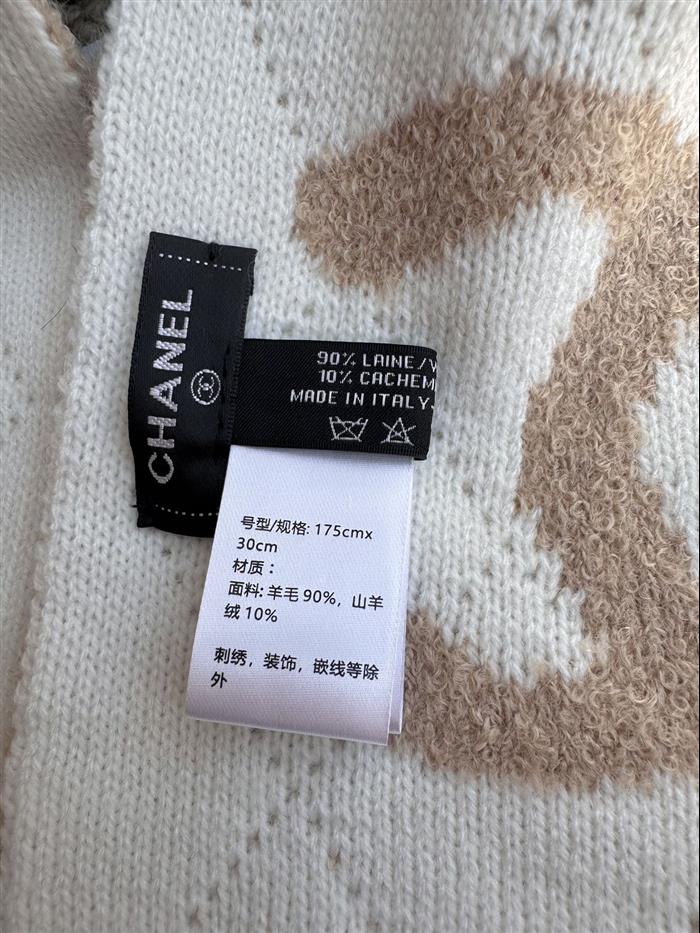 CHANEL
90% LAINE/
10% CACHEM
MADE IN ITALY
号型/规格: 175cmx
30cm
材质：
面料: 羊毛 90%，山羊
绒 10%
刺绣，装饰，嵌线等除
外